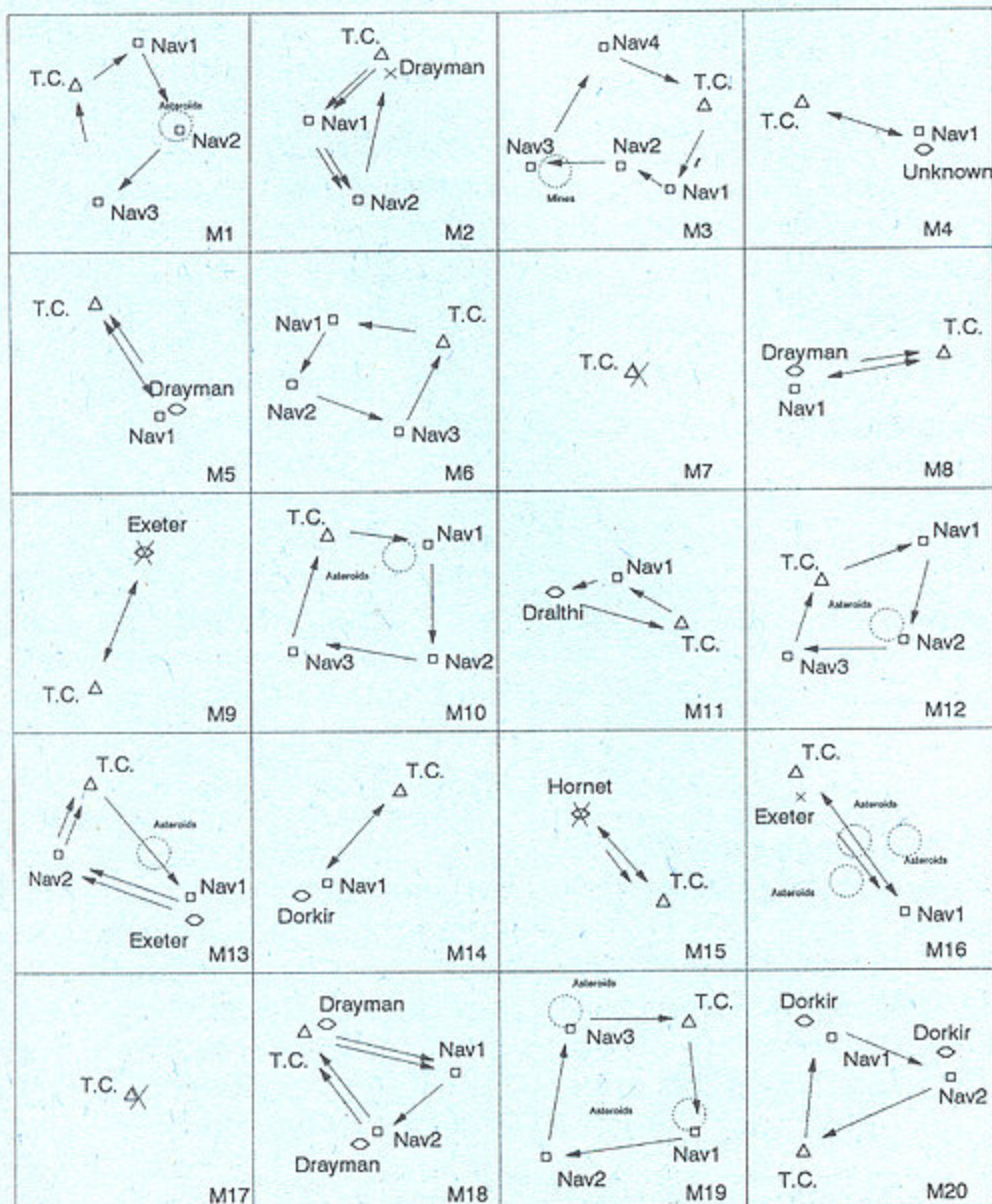 Nav1
T.C.
Asteroids
Nav2
Nav3
M1
T.C.
Drayman
Nav1
Nav2
M2
Nav4
T.C.
Nav3
Nav2
Mines
Nav1
M3
T.C.
Nav1
Unknown
M4
T.C.
Drayman
Nav1
M5
T.C.
Nav1
Nav2
Nav3
M6
T.C.
M7
T.C.
Drayman
Nav1
M8
Exeter
T.C.
M9
T.C.
Nav1
Asteroids
Nav3
Nav2
M10
Nav1
Dralthi
T.C.
M11
Nav1
T.C.
Asteroids
Nav2
Nav3
M12
T.C.
Asteroids
Nav2
Nav1
Exeter
M13
T.C.
Nav1
Dorkir
M14
Hornet
T.C.
M15
T.C.
Exeter
Asteroids
Asteroids
Asteroids
Nav1
M16
T.C.
M17
Drayman
Nav1
T.C.
Nav2
Drayman
M18
Asteroids
T.C.
Nav3
Asteroids
Nav1
Nav2
M19
Dorkir
Dorkir
Nav1
Nav2
T.C.
M20